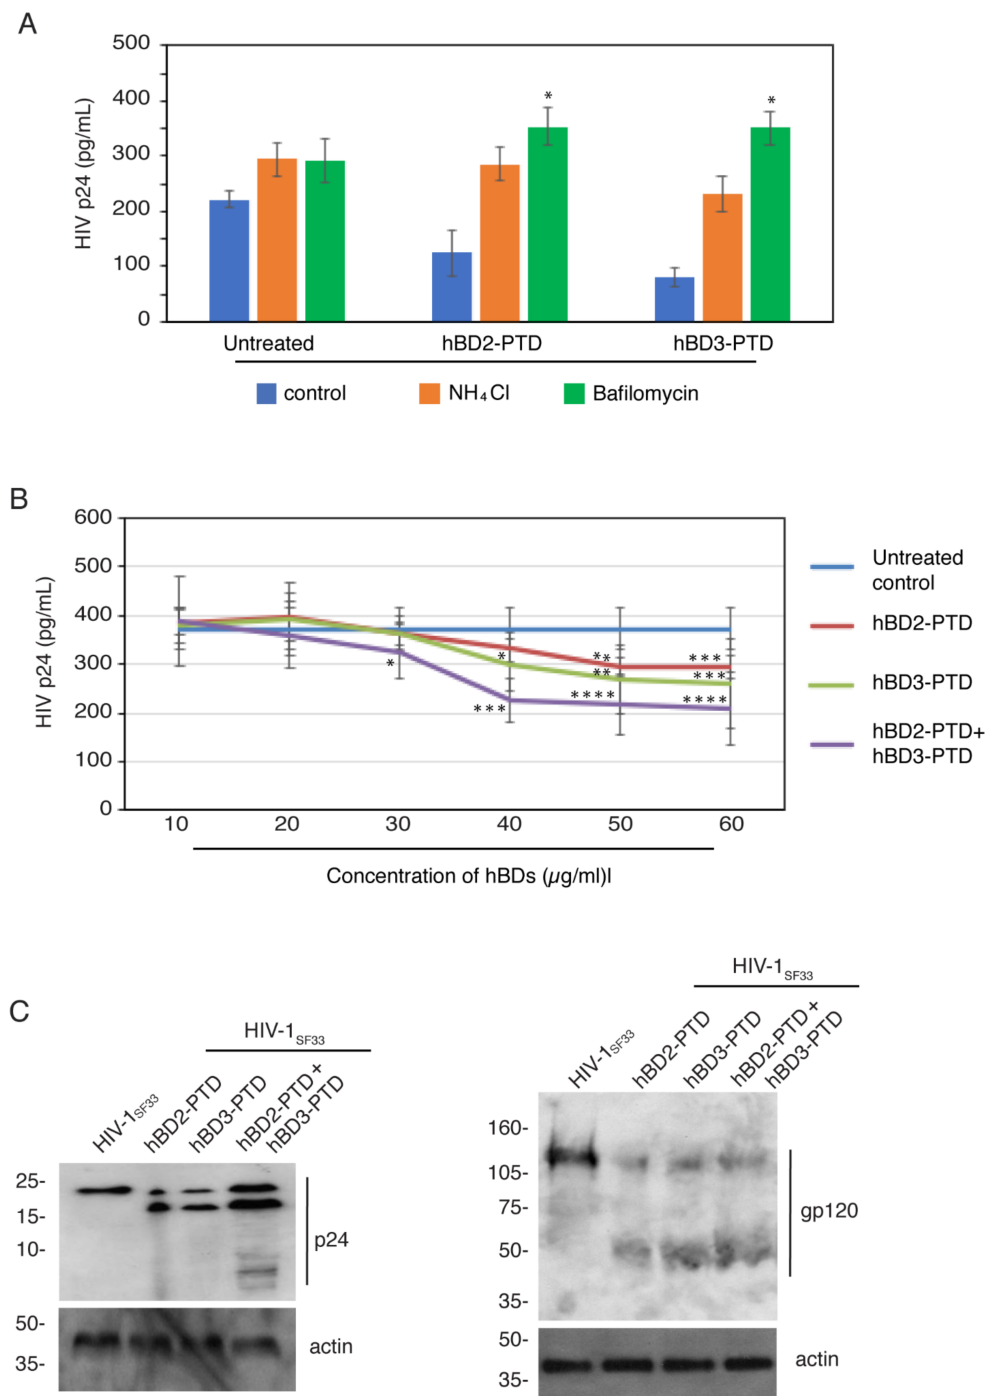 A
500
400
300
200
100
0
HIV p24 (pg/mL)
*
*
Untreated
hBD2-PTD
hBD3-PTD
control
NH₄Cl
Bafilomycin
B
600
500
400
300
200
100
0
HIV p24 (pg/mL)
*
*
***
**
**
****
***
***
****
10
20
30
40
50
60
Concentration of hBDs (µg/ml)l
Untreated
control
hBD2-PTD
hBD3-PTD
hBD2-PTD+
hBD3-PTD
C
HIV-1SF33
HIV-1SF33
hBD2-PTD
hBD3-PTD
hBD2-PTD+
hBD3-PTD
25-
15-
10-
p24
50-
35-
actin
HIV-1SF33
HIV-1SF33
hBD2-PTD
hBD3-PTD
hBD2-PTD+
hBD3-PTD
160-
105-
75-
50-
35-
gp120
50-
35-
actin